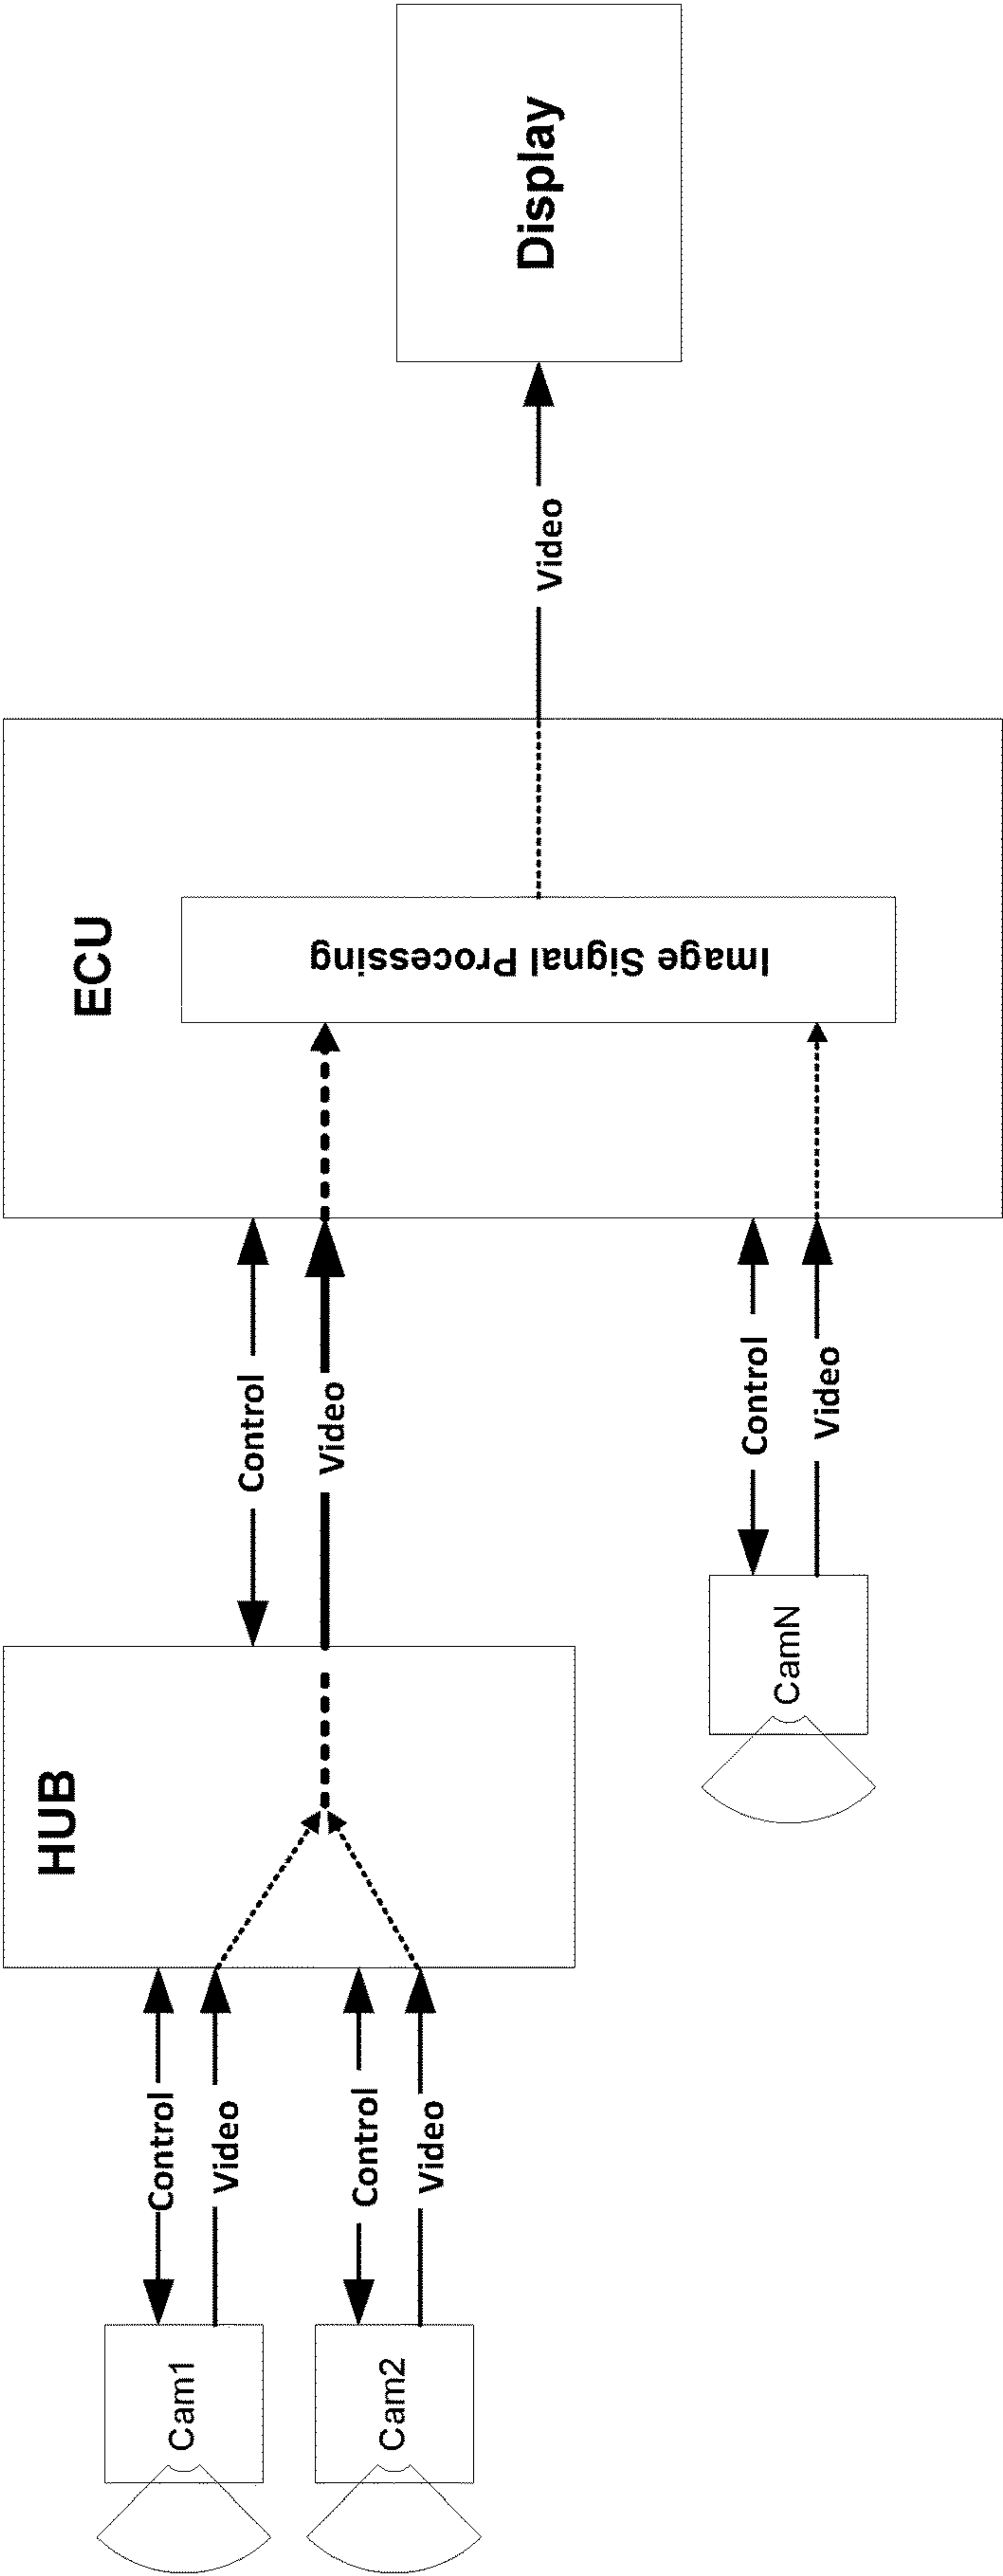 Cam1
Control
Video
Cam2
Control
Video
HUB
Control
Video
CamN
Control
Video
ECU
Image Signal Processing
Video
Display